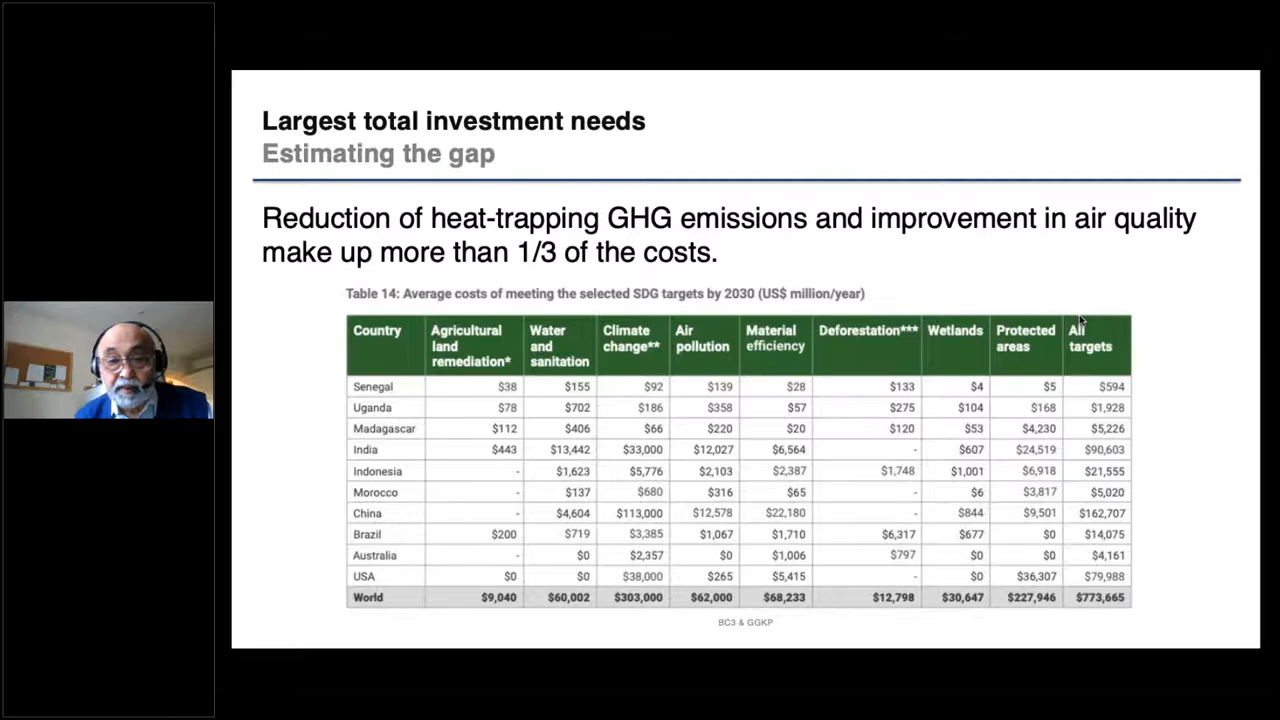 Largest total investment needs
Estimating the gap
Reduction of heat-trapping GHG emissions and improvement in air quality
make up more than 1/3 of the costs.
Table 14: Average costs of meeting the selected SDG targets by 2030 (US$ million/year)
Country Agricultural land remediation* Water and sanitation Climate change** Air pollution Material efficiency Deforestation*** Wetlands Protected areas All targets
Senegal $38 $155 $92 $139 $28 $133 $4 $5 $594
Uganda $78 $702 $186 $358 $57 $275 $104 $168 $1,928
Madagascar $112 $406 $66 $220 $20 $120 $53 $4,230 $5,226
India $443 $13,442 $33,000 $12,027 $6,564 - $607 $24,519 $90,603
Indonesia - $1,623 $5,776 $2,103 $2,387 $1,748 $1,001 $6,918 $21,555
Morocco - $137 $680 $316 $65 - $6 $3,817 $5,020
China - $4,604 $113,000 $12,578 $22,180 - $844 $9,501 $162,707
Brazil $200 $719 $3,385 $1,067 $1,710 $6,317 $677 $0 $14,075
Australia - $0 $2,357 $0 $1,006 $797 $0 $0 $4,161
USA $0 $0 $38,000 $265 $5,415 - $0 $36,307 $79,988
World $9,040 $60,002 $303,000 $62,000 $68,233 $12,798 $30,647 $227,946 $773,665
BC3 & GGKP